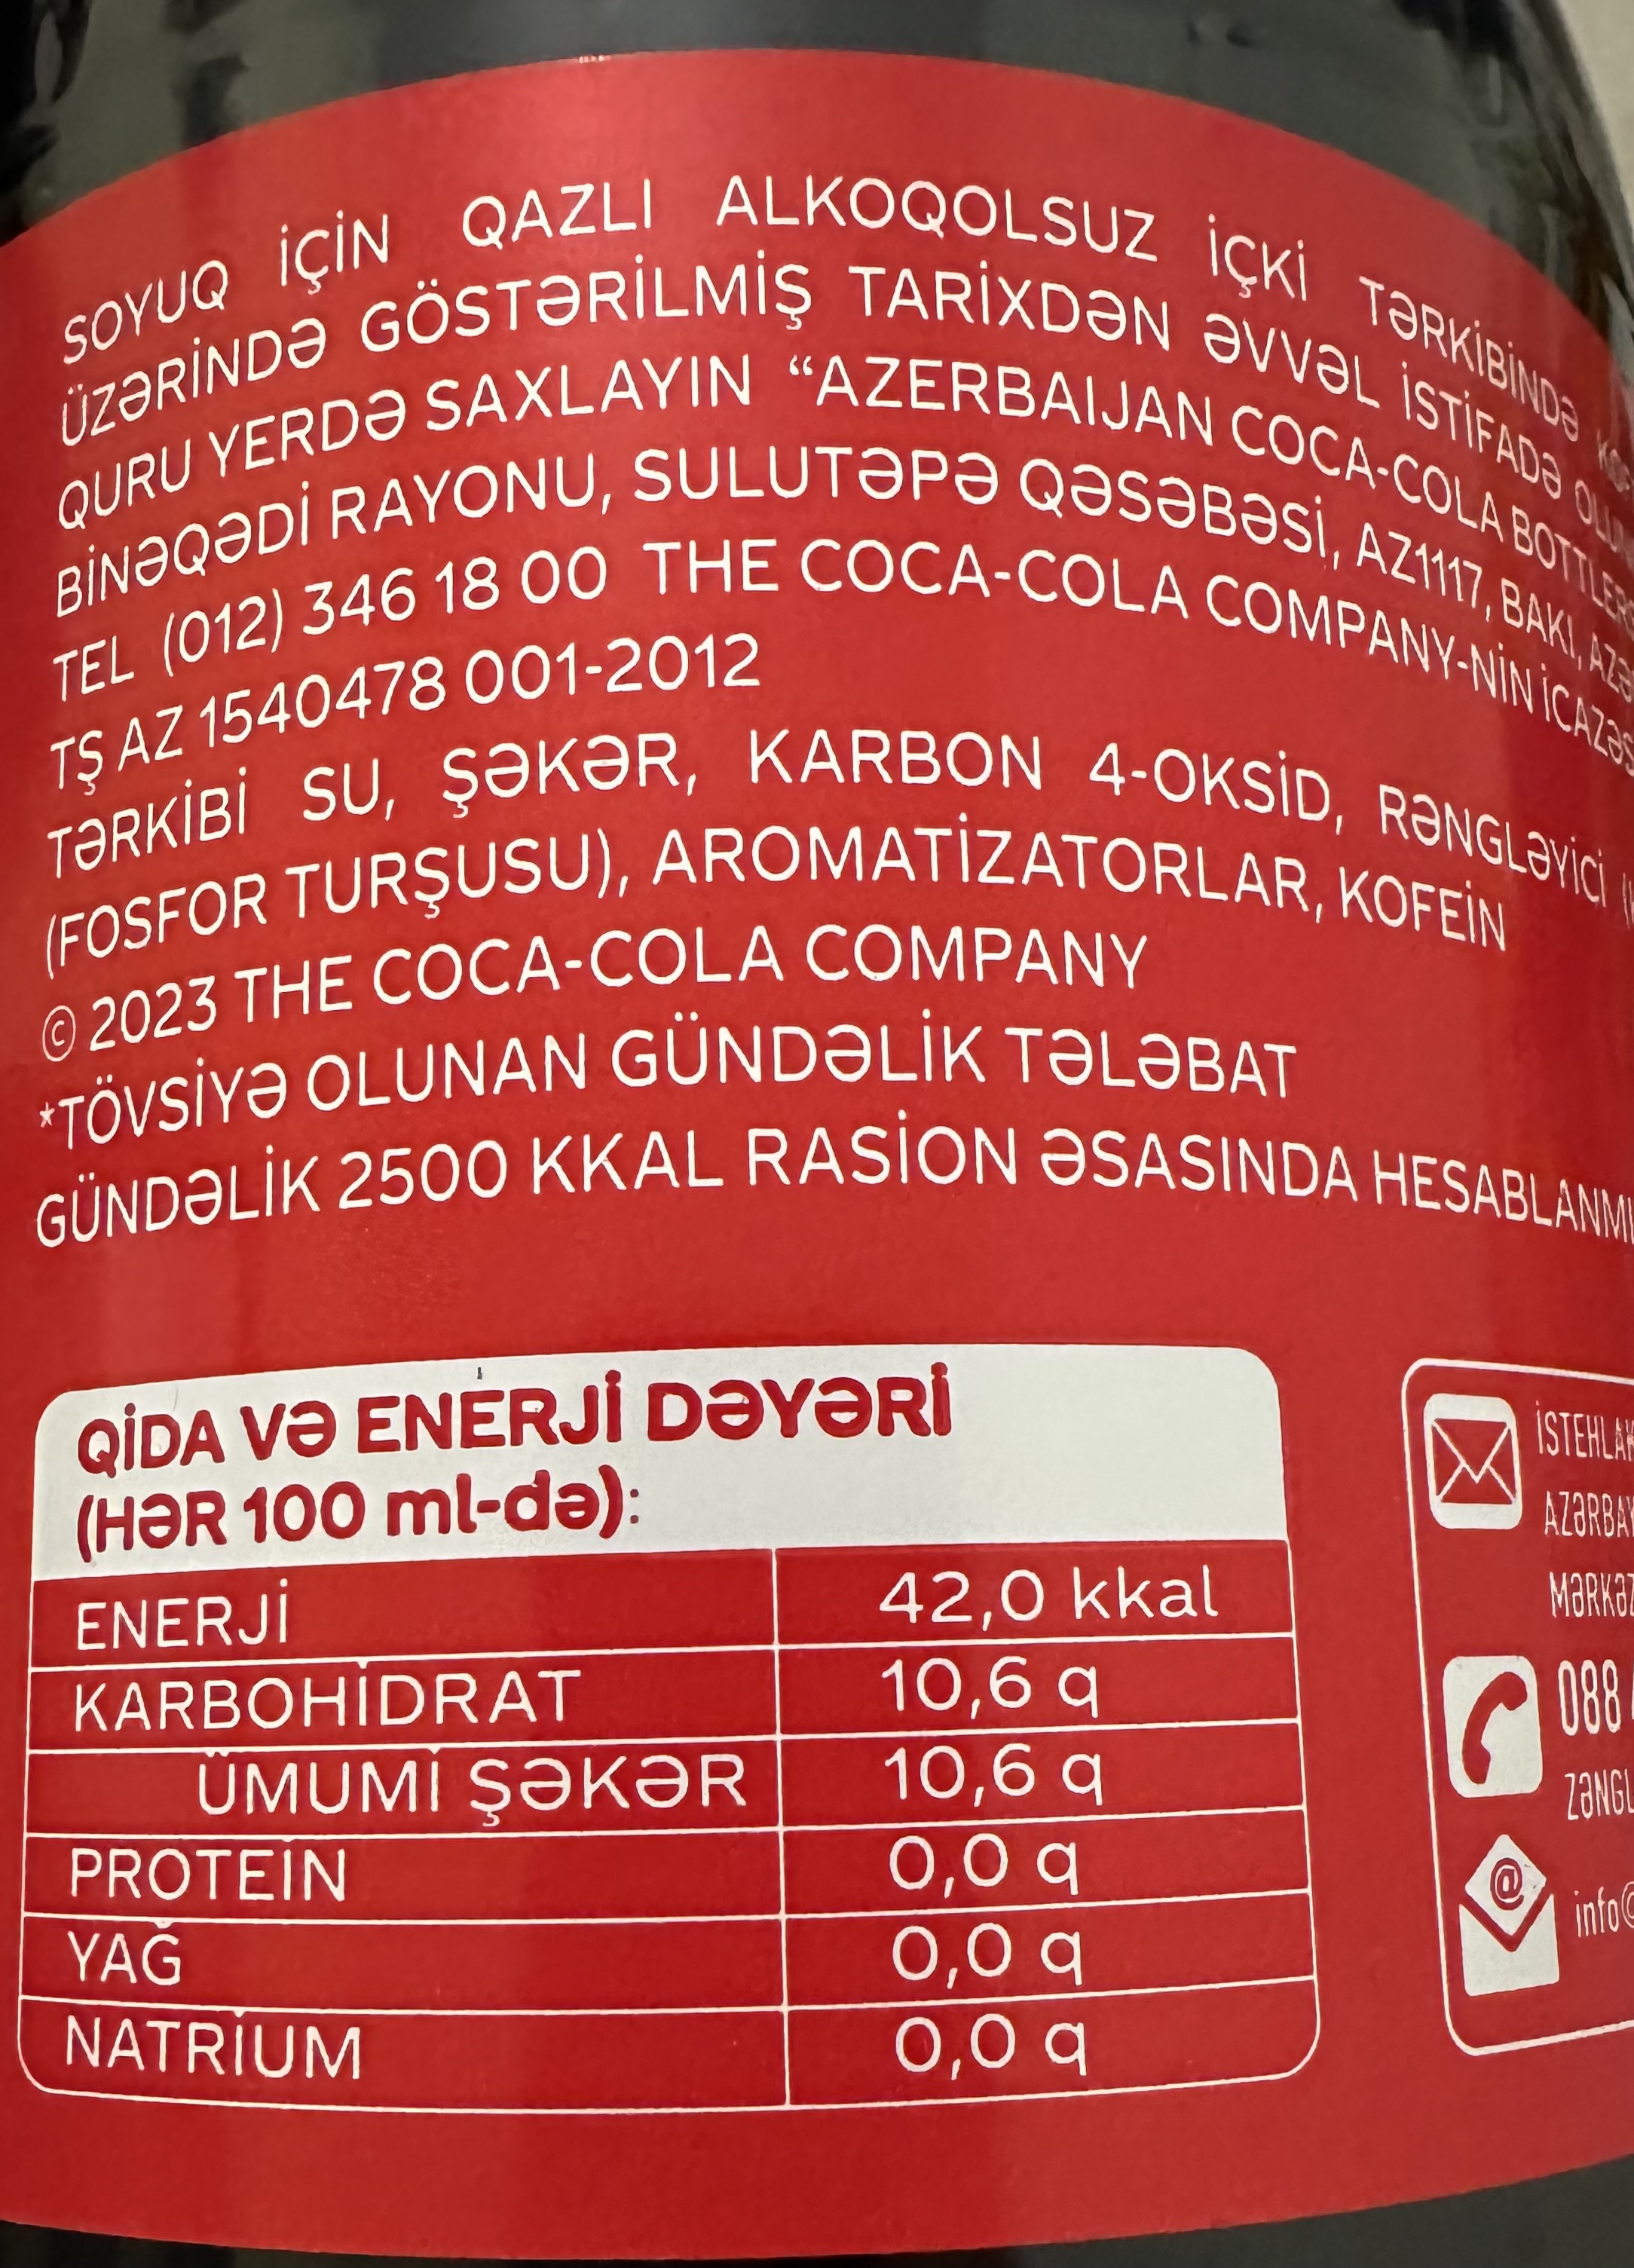 SOYUQ İÇİN QAZLI ALKOQOLSUZ İÇKİ TƏRKİBİNDƏ
ÜZƏRİNDƏ GÖSTƏRİLMİŞ TARİXDƏN ƏVVƏL İSTİFADƏ
QURU YERDƏ SAXLAYIN “AZERBAIJAN COCA-COLA BOTTLERS
BİNƏQƏDİ RAYONU, SULUTƏPƏ QƏSƏBƏSİ, AZ1117, BAKI,
TEL (012) 346 18 00 THE COCA-COLA COMPANY-NİN
TŞ AZ 1540478 001-2012
TƏRKİBİ SU, ŞƏKƏR, KARBON 4-OKSİD, RƏNGLƏYİCİ
(FOSFOR TURŞUSU), AROMATİZATORLAR, KOFEİN
© 2023 THE COCA-COLA COMPANY
*TÖVSİYƏ OLUNAN GÜNDƏLİK TƏLƏBAT
GÜNDƏLİK 2500 KKAL RASİON ƏSASINDA
QİDA VƏ ENERJİ DƏYƏRİ
(HƏR 100 ml-də):
ENERJİ 42,0 kkal
KARBOHİDRAT 10,6 q
ÜMUMİ ŞƏKƏR 10,6 q
PROTEİN 0,0 q
YAĞ 0,0 q
NATRİUM 0,0 q
088
info@